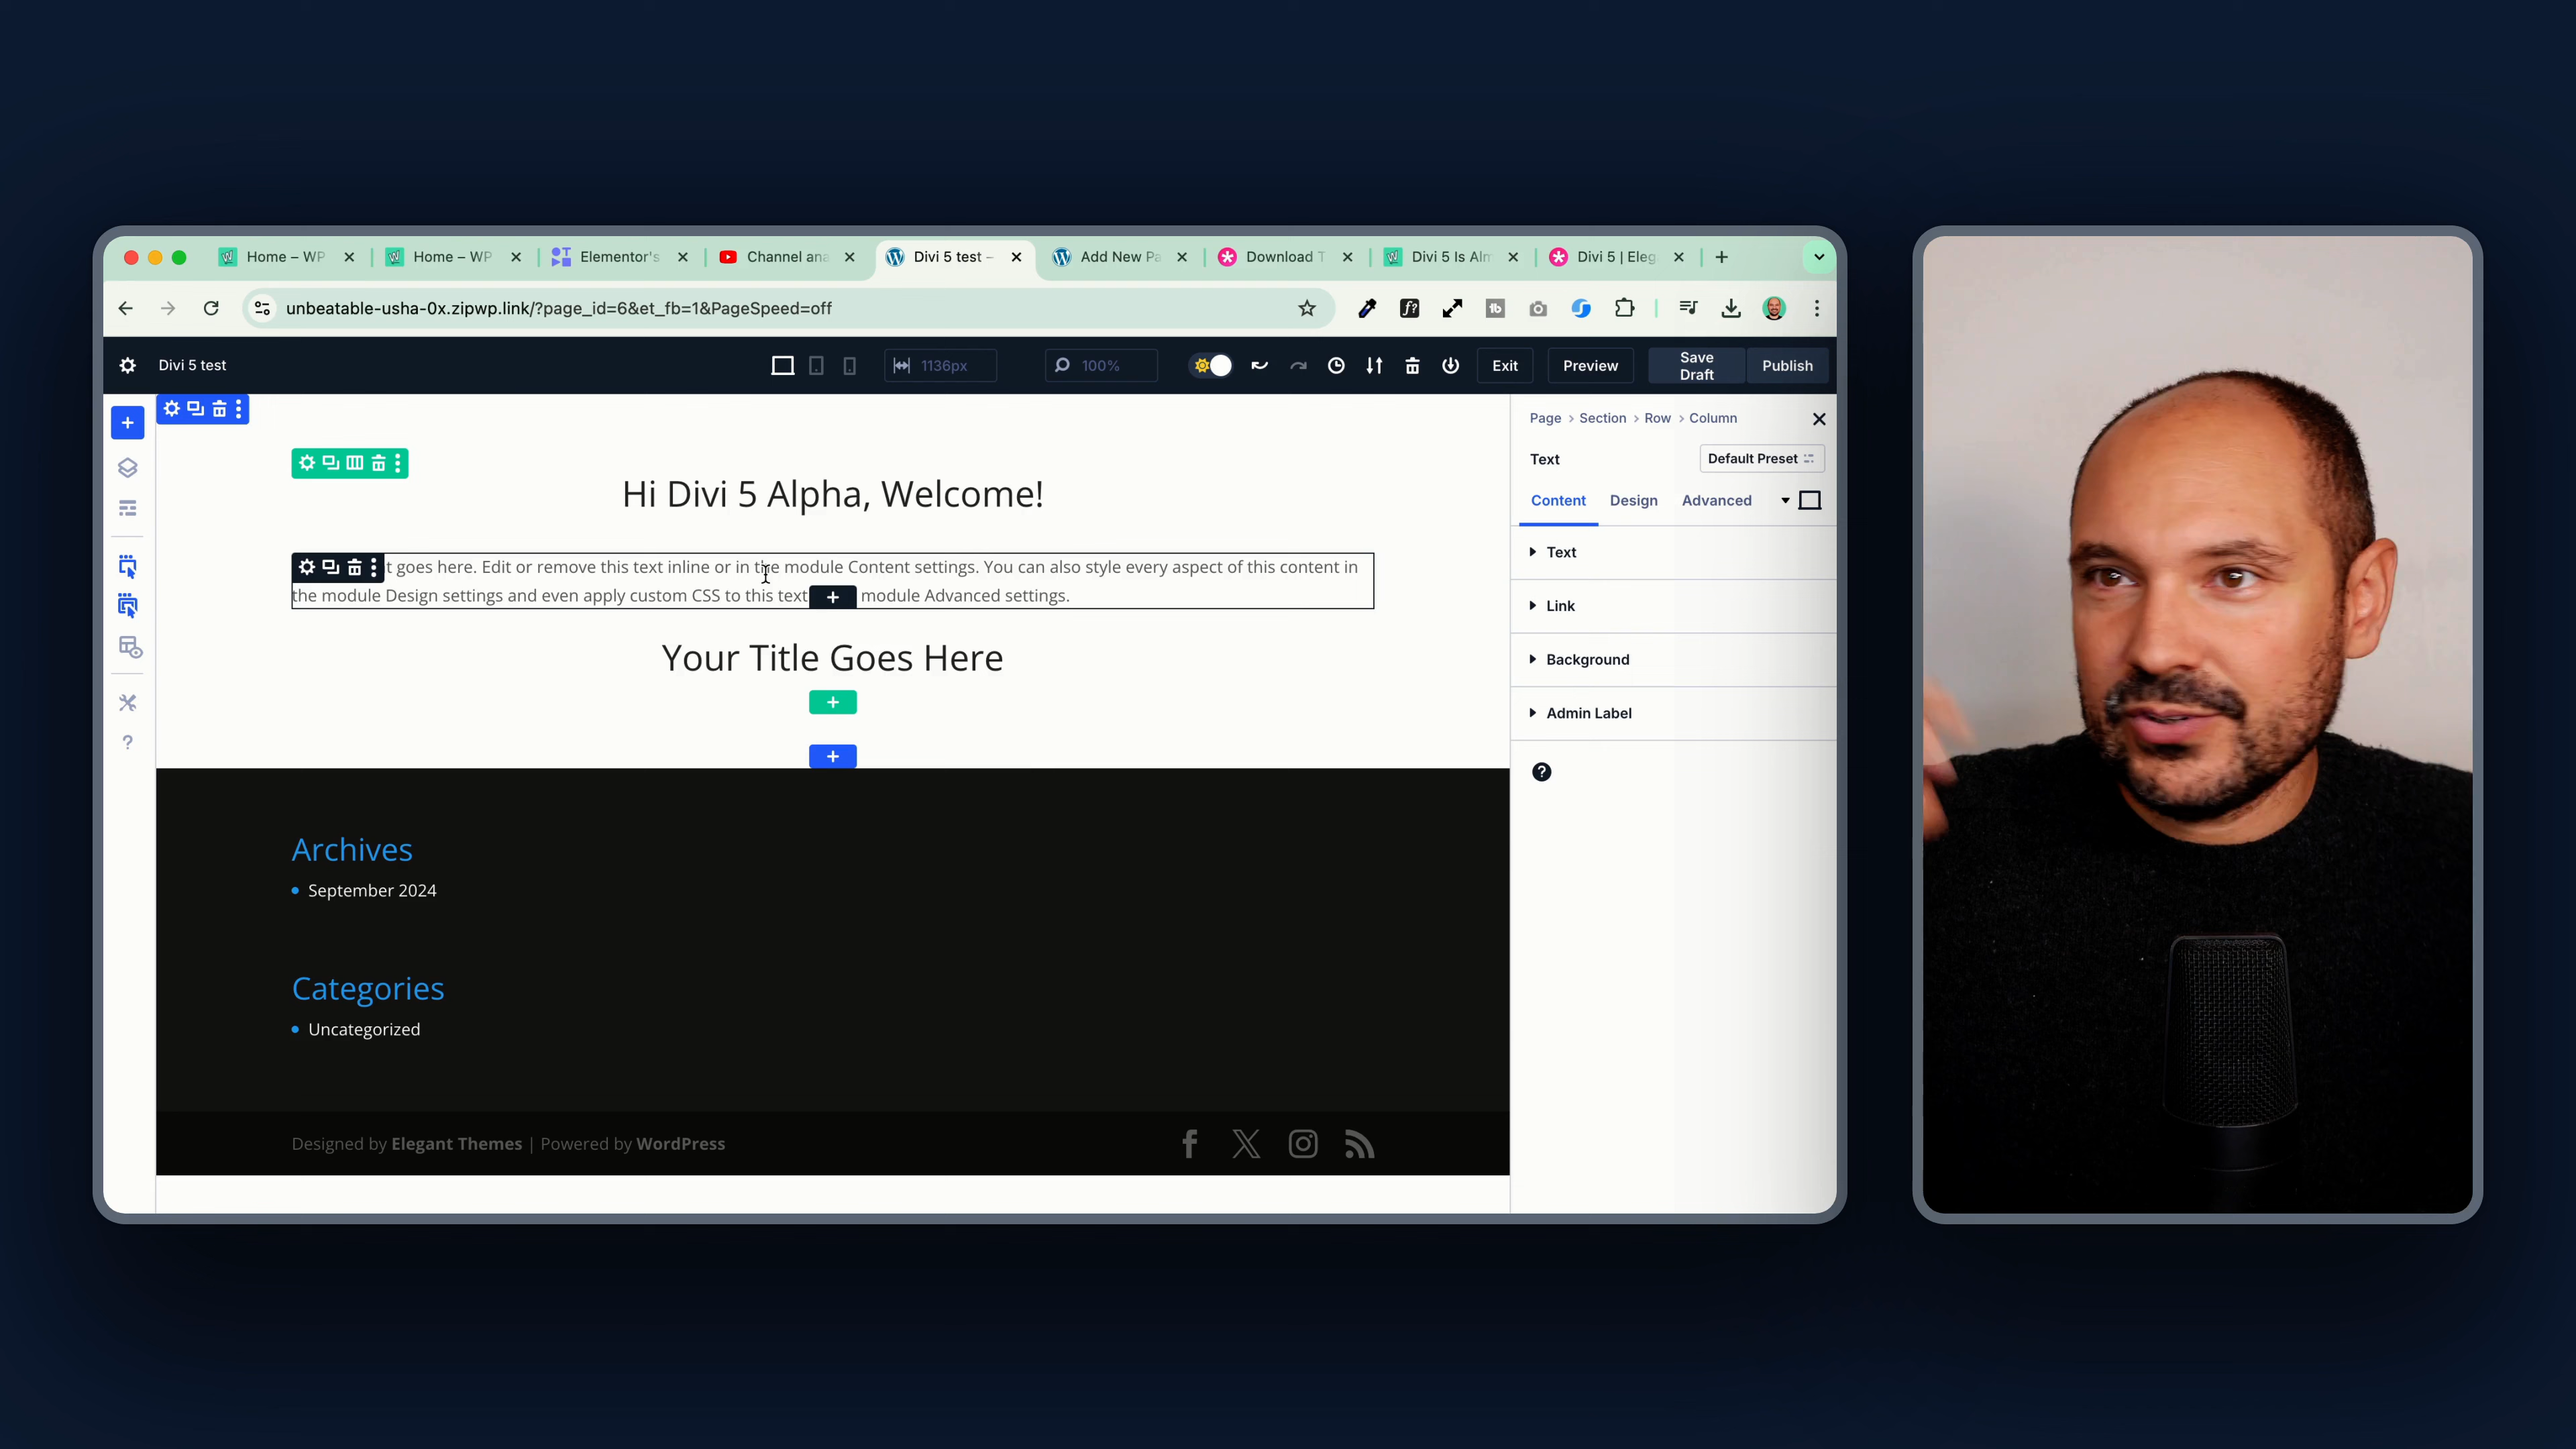 Home – WP
Home – WP
Elementor's
Channel ana
Divi 5 test –
Add New Pa
Download T
Divi 5 Is Alm
Divi 5 | Eleg
unbeatable-usha-0x.zipwp.link/?page_id=6&et_fb=1&PageSpeed=off
Divi 5 test
1136px
100%
Exit
Preview
Save
Draft
Publish
Page > Section > Row > Column
Text
Default Preset
Content
Design
Advanced
Text
Link
Background
Admin Label
Hi Divi 5 Alpha, Welcome!
t goes here. Edit or remove this text inline or in the module Content settings. You can also style every aspect of this content in
the module Design settings and even apply custom CSS to this text module Advanced settings.
Your Title Goes Here
Archives
September 2024
Categories
Uncategorized
Designed by Elegant Themes | Powered by WordPress